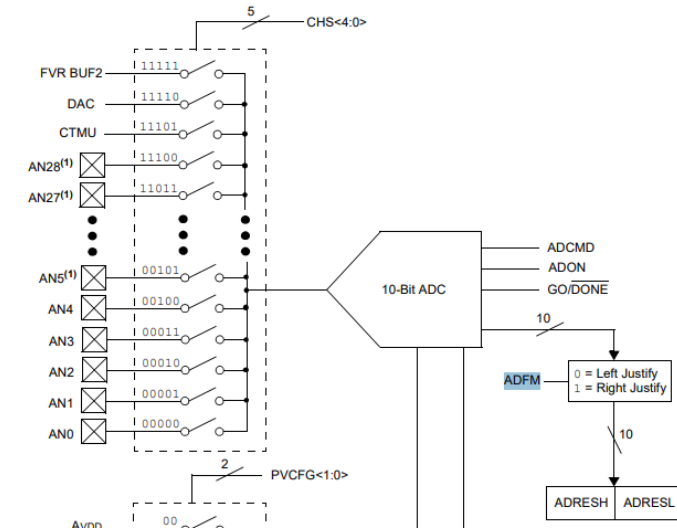 5
CHS<4:0>
FVR BUF2 11111
DAC 11110
CTMU 11101
AN28(1) 11100
AN27(1) 11011
ADCMD
ADON
AN5(1) 00101
10-Bit ADC
GO/DONE
AN4 00100
10
AN3 00011
AN2 00010
ADFM
0 = Left Justify
1 = Right Justify
AN1 00001
AN0 00000
10
2
PVCFG<1:0>
ADRESH ADRESL
AVDD 00